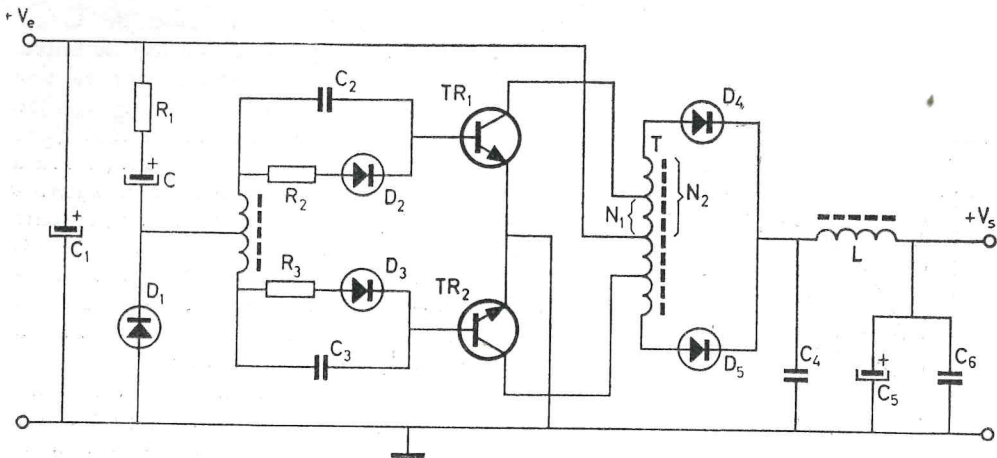 + Vₑ
C₂
TR₁
D₄
R₁
T
+
C
R₂
D₂
N₁
N₂
+Vₛ
+
C₁
R₃
D₃
TR₂
L
D₁
C₃
D₅
C₄
+
C₅
C₆